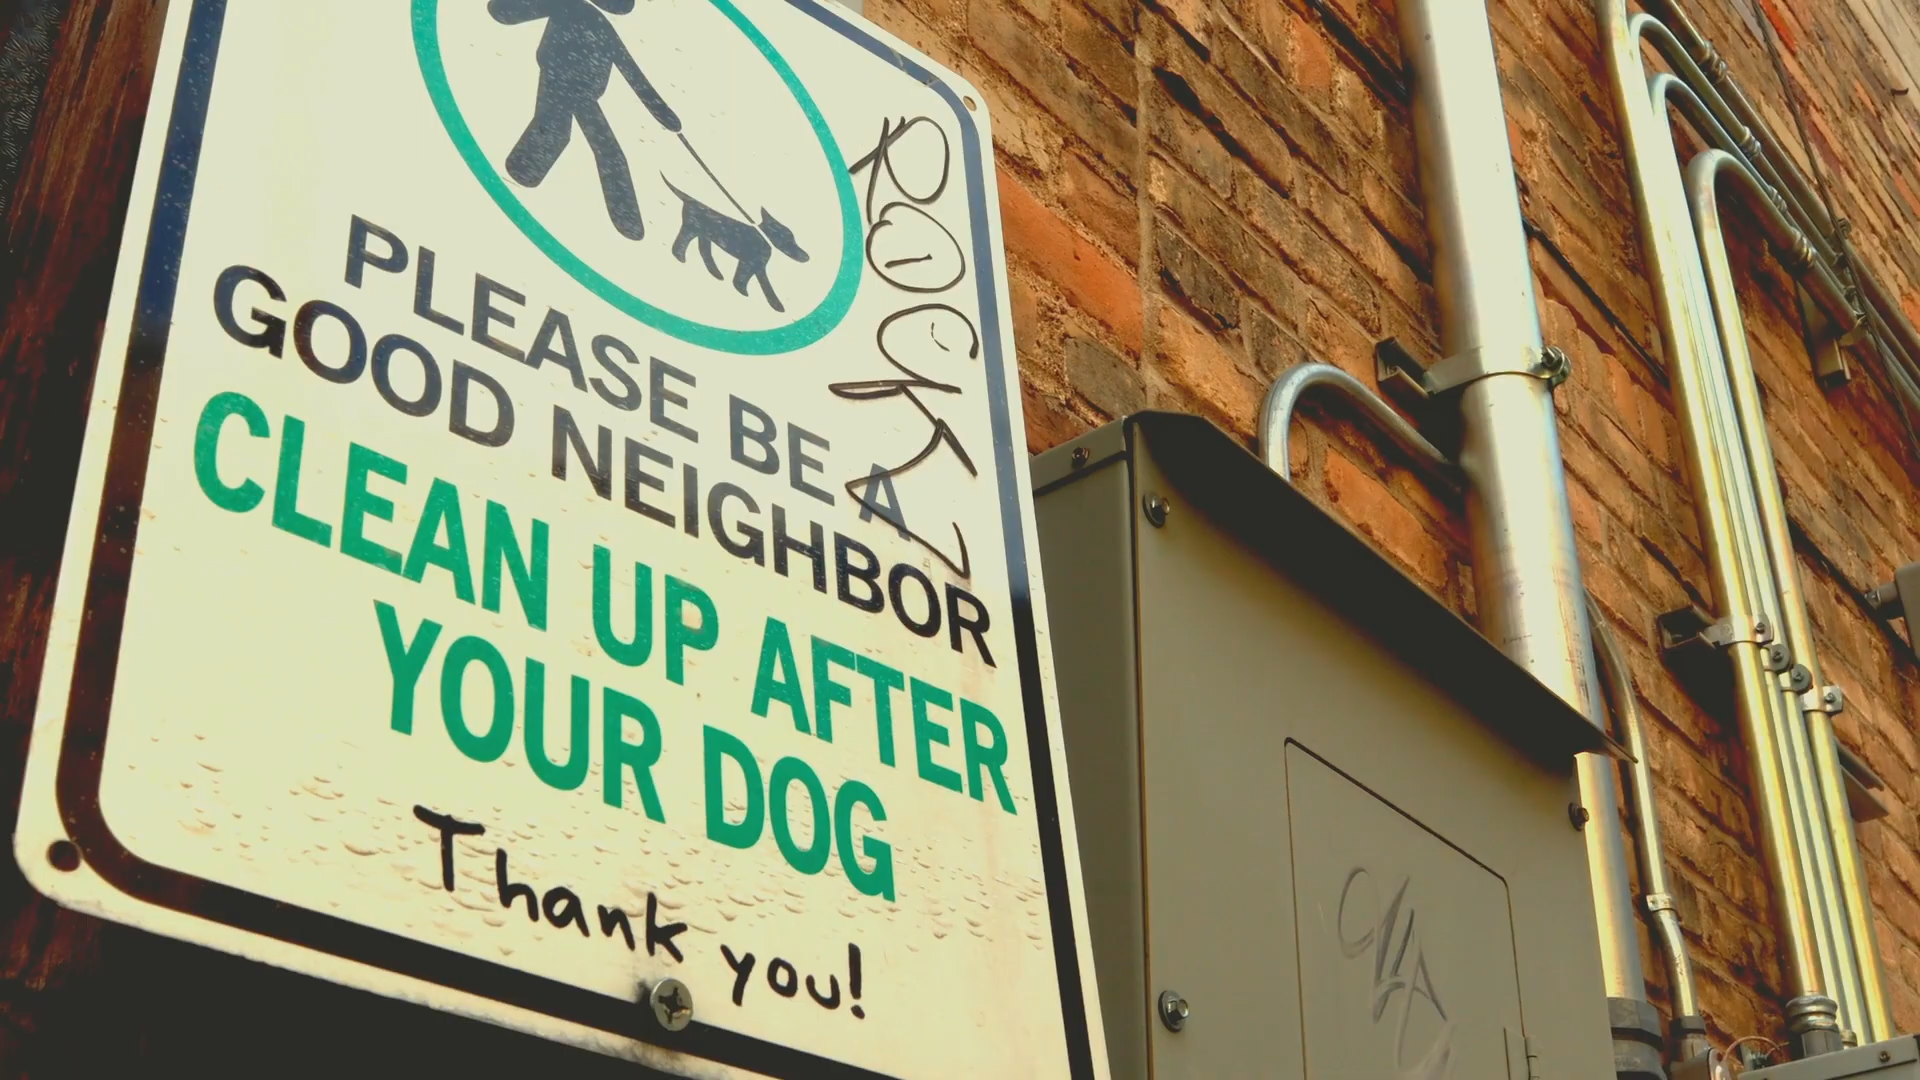 PLEASE BE A
GOOD NEIGHBOR
CLEAN UP AFTER
YOUR DOG
Thank you!